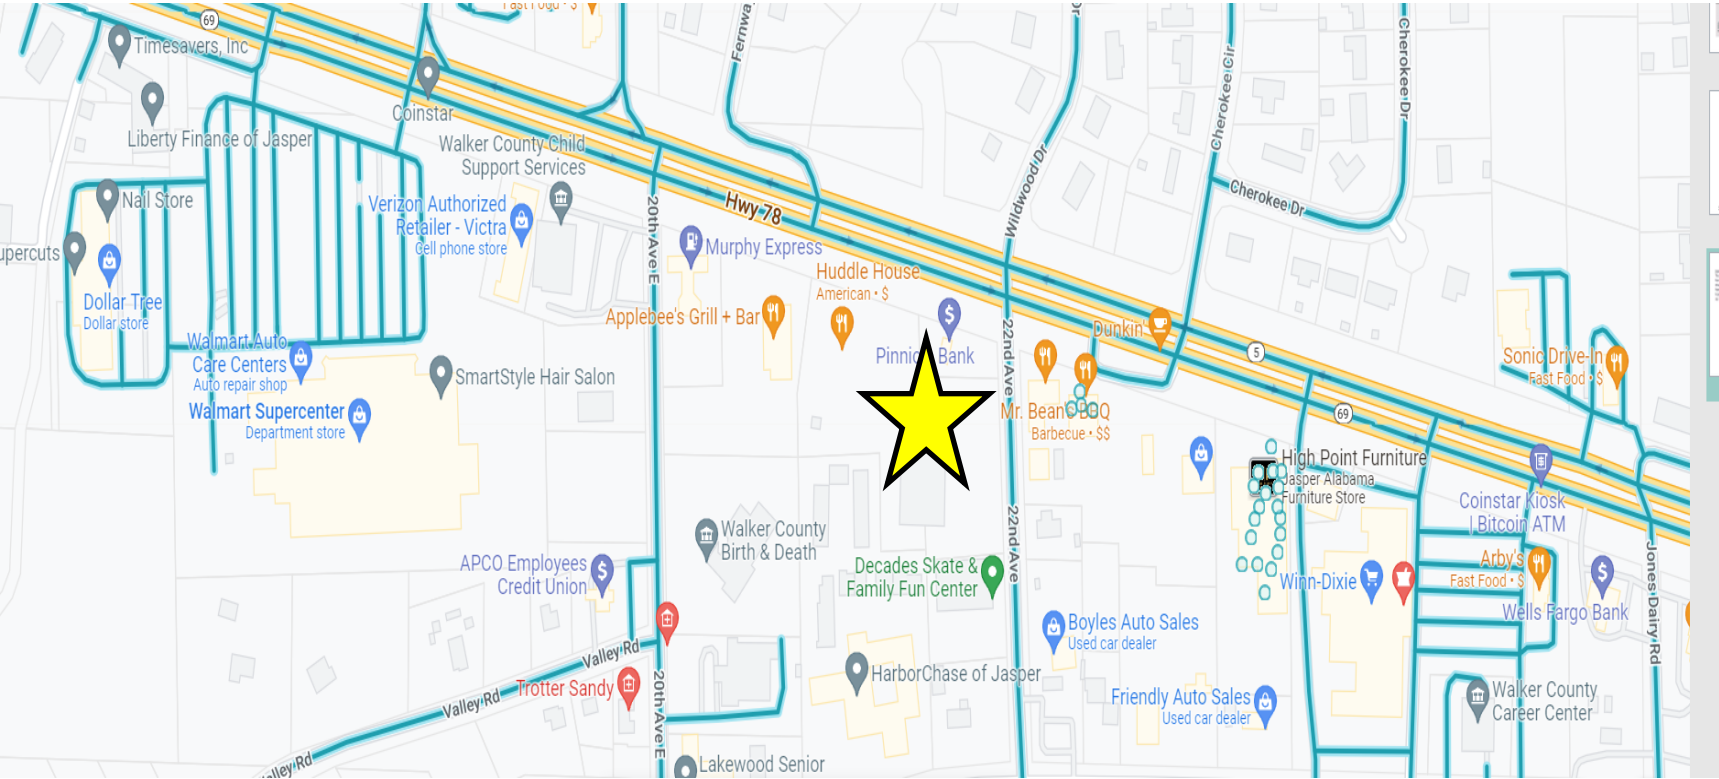 Fast Food • $
69
Timesavers, Inc
Coinstar
Liberty Finance of Jasper
Walker County Child
Support Services
Nail Store
Verizon Authorized
Retailer - Victra
Cell phone store
Dollar Tree
Dollar store
Walmart Auto
Care Centers
Auto repair shop
SmartStyle Hair Salon
Walmart Supercenter
Department store
20th Ave E
Murphy Express
Hwy 78
Huddle House
American • $
Applebee's Grill + Bar
Wildwood Dr
Cherokee Cir
Cherokee Dr
Cherokee Dr
22nd Ave
Dunkin'
5
69
Sonic Drive-In
Fast Food • $
Mr. Bean's BBQ
Barbecue • $$
High Point Furniture
Jasper Alabama
Furniture Store
Coinstar Kiosk
| Bitcoin ATM
Walker County
Birth & Death
APCO Employees
Credit Union
Decades Skate &
Family Fun Center
22nd Ave
Winn-Dixie
Arby's
Fast Food • $
Wells Fargo Bank
Jones Dairy Rd
Boyles Auto Sales
Used car dealer
Valley Rd
Valley Rd
Trotter Sandy
HarborChase of Jasper
20th Ave E
Friendly Auto Sales
Used car dealer
Walker County
Career Center
Lakewood Senior